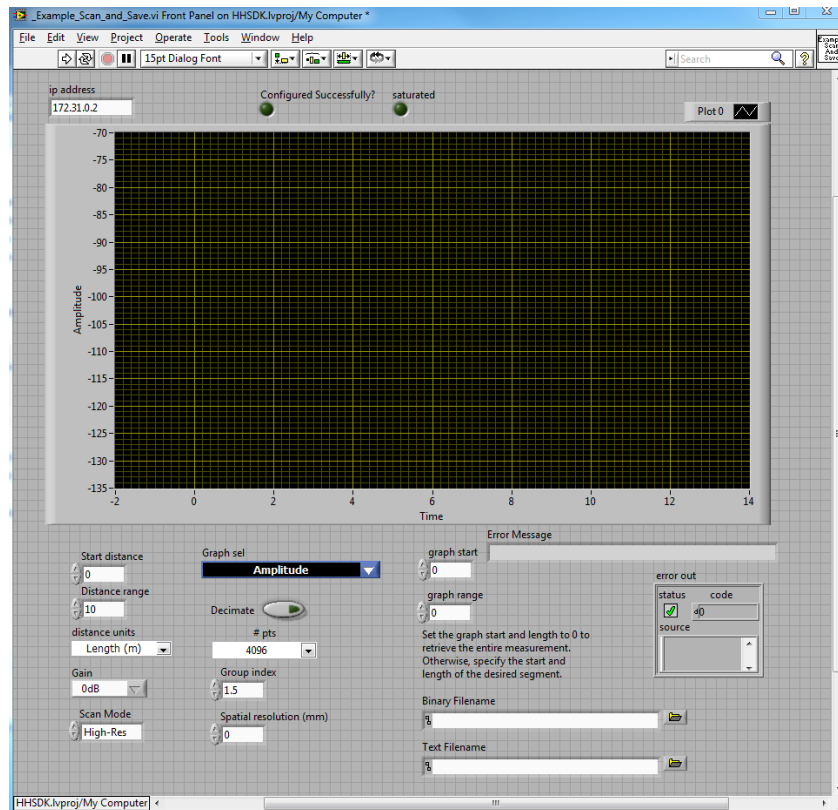 _Example_Scan_and_Save.vi Front Panel on HHSDK.lvproj/My Computer *
File Edit View Project Operate Tools Window Help
15pt Dialog Font
Search
Example
Scan
And
Save
ip address
172.31.0.2
Configured Successfully?
saturated
Plot 0
-70
-75
-80
-85
-90
-95
-100
-105
-110
-115
-120
-125
-130
-135
Amplitude
-2 0 2 4 6 8 10 12 14
Time
Error Message
Start distance
0
Distance range
10
distance units
Length (m)
Gain
0dB
Scan Mode
High-Res
Graph sel
Amplitude
Decimate
# pts
4096
Group index
1.5
Spatial resolution (mm)
0
graph start
0
graph range
0
Set the graph start and length to 0 to
retrieve the entire measurement.
Otherwise, specify the start and
length of the desired segment.
Binary Filename
Text Filename
error out
status code
d0
source
HHSDK.lvproj/My Computer